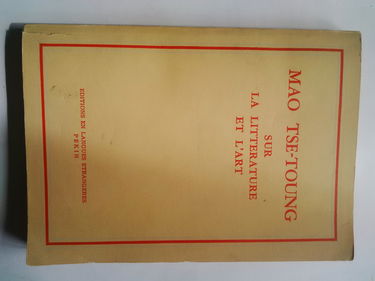 MAO TSE-TOUNG
SUR
LA LITTERATURE
ET L'ART
EDITIONS EN LANGUES ETRANGERES
PEKIN